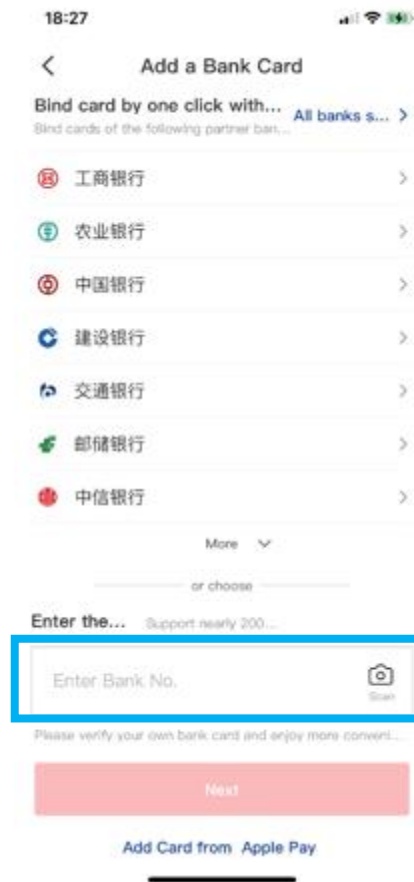 18:27
Add a Bank Card
Bind card by one click with... All banks s...
Bind cards of the following partner ban...
工商银行
农业银行
中国银行
建设银行
交通银行
邮储银行
中信银行
More
or choose
Enter the... Support nearly 200...
Enter Bank No.
Scan
Please verify your own bank card and enjoy more conveni...
Next
Add Card from Apple Pay